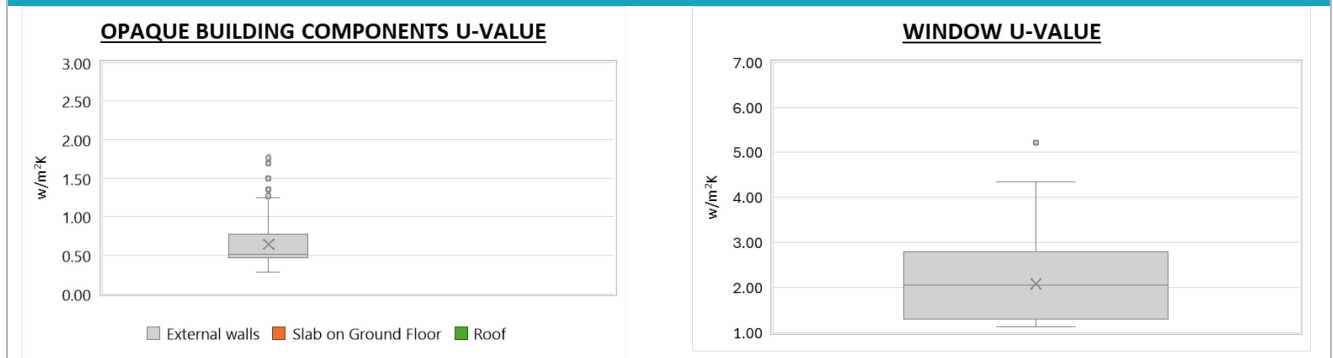 OPAQUE BUILDING COMPONENTS U-VALUE
3.00
2.50
2.00
1.50
1.00
0.50
0.00
w/m²K
External walls Slab on Ground Floor Roof
WINDOW U-VALUE
7.00
6.00
5.00
4.00
3.00
2.00
1.00
w/m²K